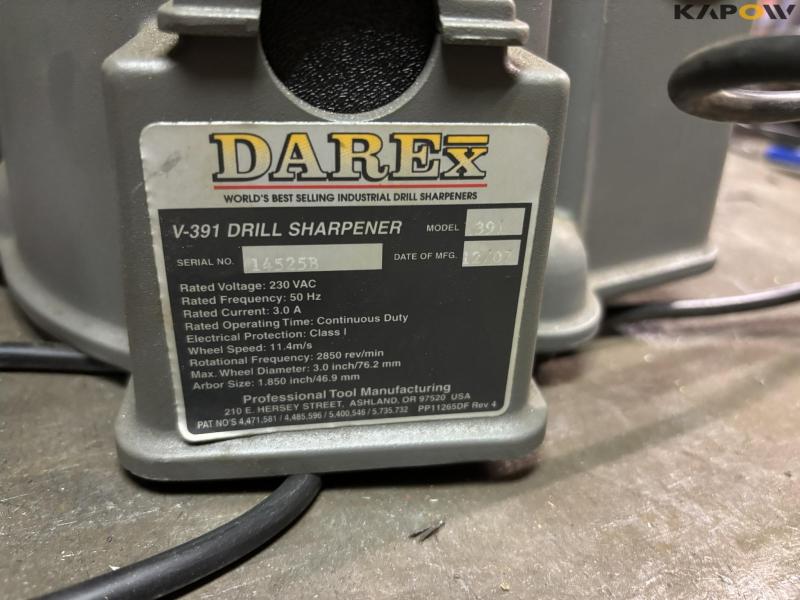 KAPOW
DAREX
WORLD'S BEST SELLING INDUSTRIAL DRILL SHARPENERS
V-391 DRILL SHARPENER MODEL 391
SERIAL NO. 16525B DATE OF MFG. 12/07
Rated Voltage: 230 VAC
Rated Frequency: 50 Hz
Rated Current: 3.0 A
Rated Operating Time: Continuous Duty
Electrical Protection: Class I
Wheel Speed: 11.4m/s
Rotational Frequency: 2850 rev/min
Max. Wheel Diameter: 3.0 inch/76.2 mm
Arbor Size: 1.850 inch/46.9 mm
Professional Tool Manufacturing
210 E. HERSEY STREET, ASHLAND, OR 97520 USA
PAT NO'S 4,471,581 / 4,485,596 / 5,400,546 / 5,735,732 PP11265DF Rev 4